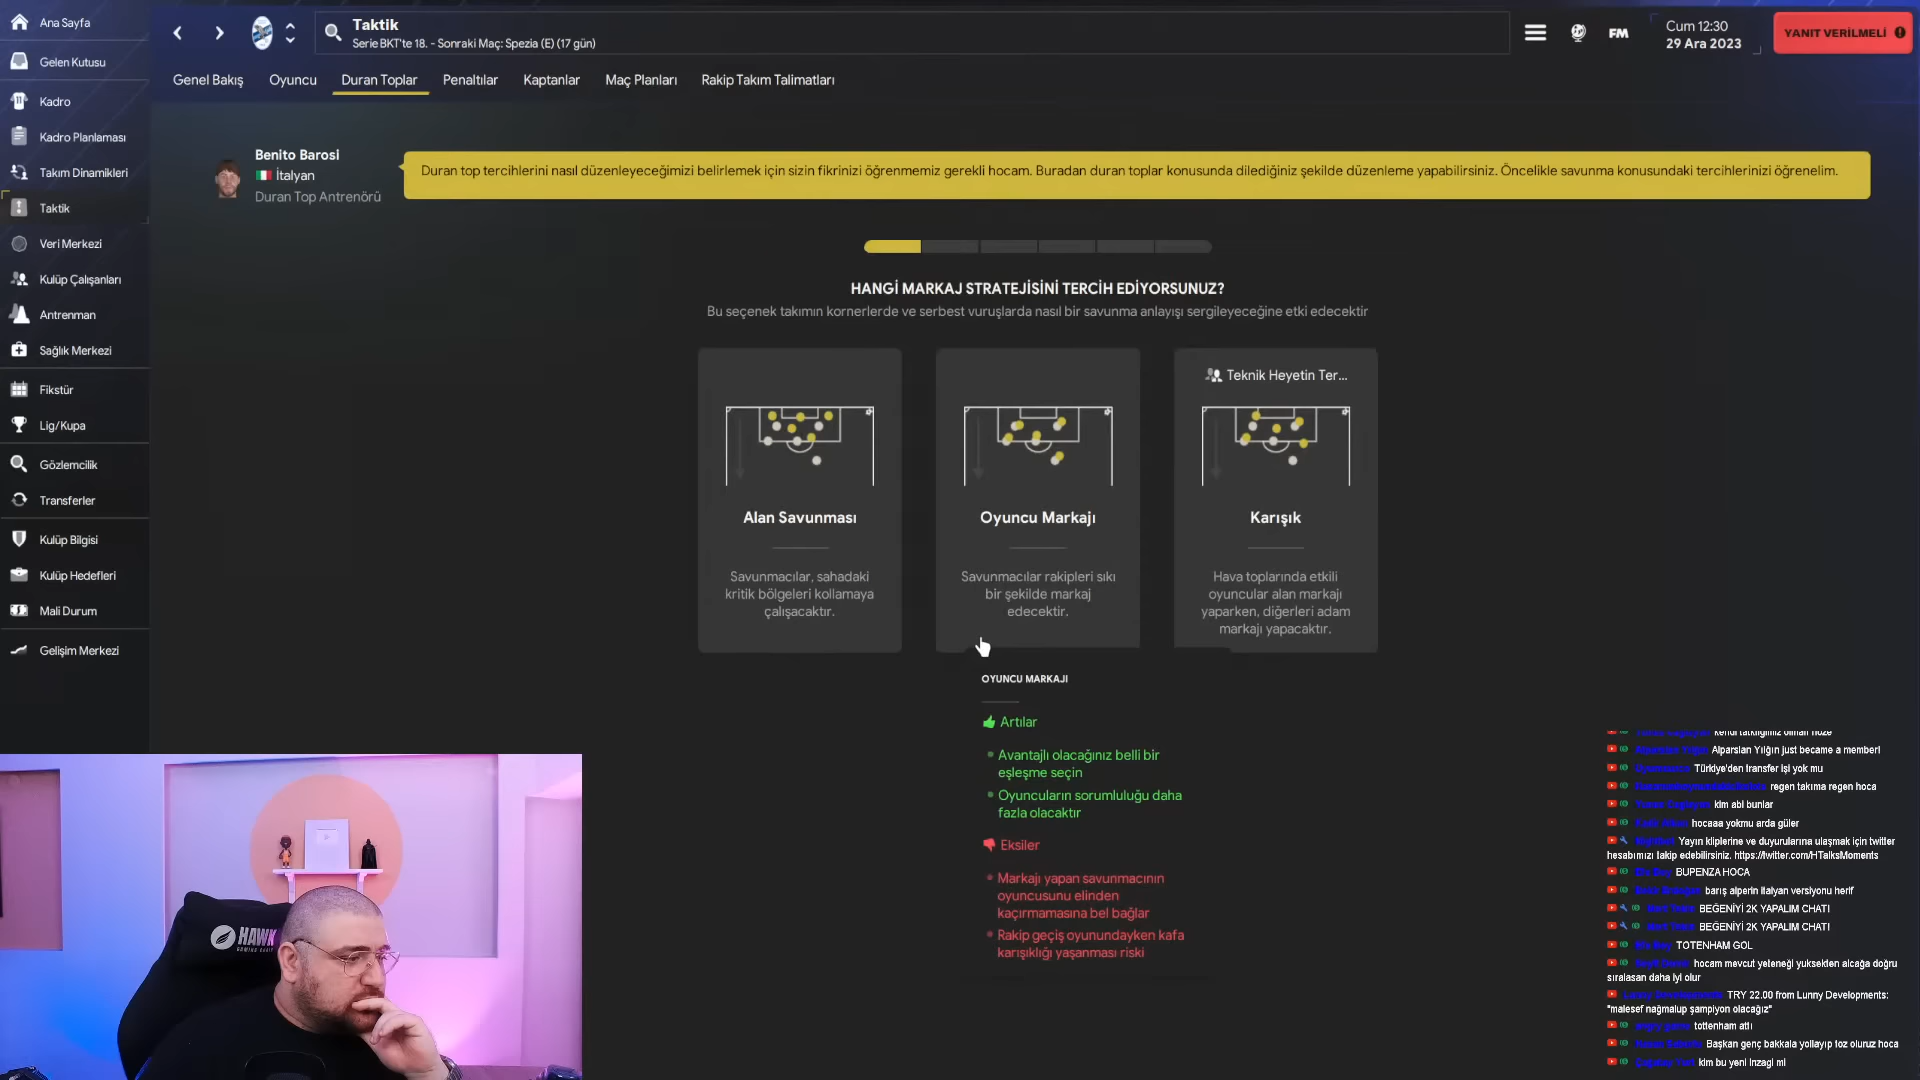 Ana Sayfa
Gelen Kutusu
Kadro
Kadro Planlaması
Takım Dinamikleri
Taktik
Veri Merkezi
Kulüp Çalışanları
Antrenman
Sağlık Merkezi
Fikstür
Lig/Kupa
Gözlemcilik
Transferler
Kulüp Bilgisi
Kulüp Hedefleri
Mali Durum
Gelişim Merkezi
Taktik
Serie BKT'te 18. - Sonraki Maç: Spezia (E) (17 gün)
FM
Cum 12:30
29 Ara 2023
YANIT VERİLMELİ
Genel Bakış Oyuncu Duran Toplar Penaltılar Kaptanlar Maç Planları Rakip Takım Talimatları
Benito Barosi
İtalyan
Duran Top Antrenörü
Duran top tercihlerini nasıl düzenleyeceğimizi belirlemek için sizin fikrinizi öğrenmemiz gerekli hocam. Buradan duran toplar konusunda dilediğiniz şekilde düzenleme yapabilirsiniz. Öncelikle savunma konusundaki tercihlerinizi öğrenelim.
HANGİ MARKAJ STRATEJİSİNİ TERCİH EDİYORSUNUZ?
Bu seçenek takımın kornerlerde ve serbest vuruşlarda nasıl bir savunma anlayışı sergileyeceğine etki edecektir
Alan Savunması
Savunmacılar, sahadaki
kritik bölgeleri kollamaya
çalışacaktır.
Oyuncu Markajı
Savunmacılar rakipleri sıkı
bir şekilde markaj
edecektir.
Teknik Heyetin Ter...
Karışık
Hava toplarında etkili
oyuncular alan markajı
yaparken, diğerleri adam
markajı yapacaktır.
OYUNCU MARKAJI
Artılar
Avantajlı olacağınız belli bir
eşleşme seçin
Oyuncuların sorumluluğu daha
fazla olacaktır
Eksiler
Markajı yapan savunmacının
oyuncusunu elinden
kaçırmamasına bel bağlar
Rakip geçiş oyunundayken kafa
karışıklığı yaşanması riski
HAWK
Alparslan Yılğın just became a member!
Türkiye'den transfer işi yok mu
regen takıma regen hoca
kim abi bunlar
hocaaa yokmu arda güler
Yayın kliplerine ve duyurularına ulaşmak için twitter
hesabımızı takip edebilirsiniz. https://twitter.com/HTalksMoments
BUPENZA HOCA
barış alperin italyan versiyonu herif
BEĞENİYİ 2K YAPALIM CHAT!
BEĞENİYİ 2K YAPALIM CHAT!
TOTENHAM GOL
hocam mevcut yeteneği yuksekten alcağa doğru
sıralasan daha iyi olur
TRY 22.00 from Lunny Developments:
"malesef nağmalup şampiyon olacağız"
tottenham attı
Başkan genç bakkala yollayıp toz oluruz hoca
kim bu yeni inzagi mi